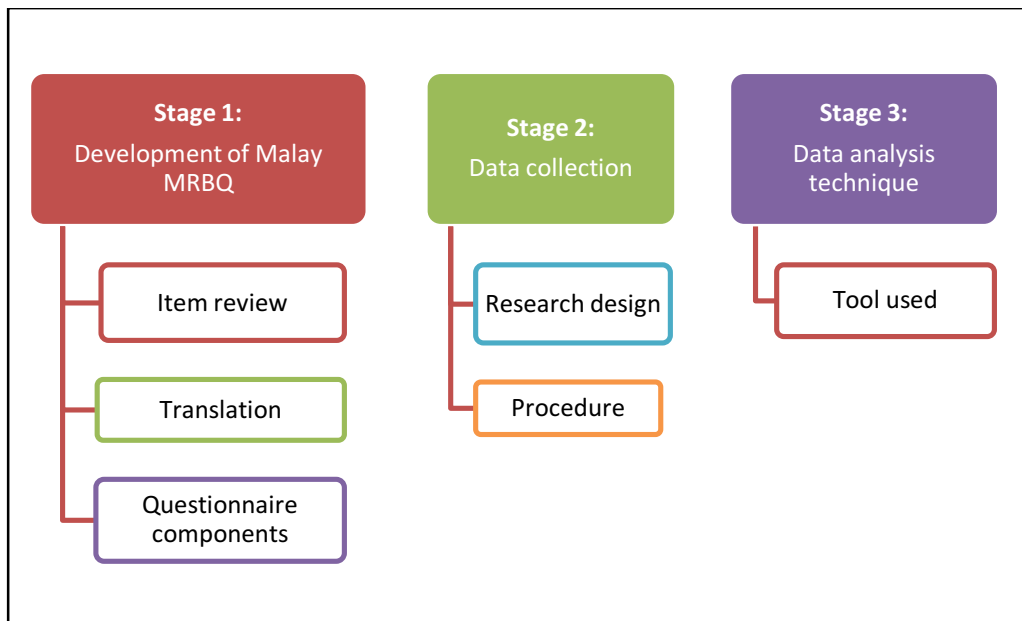 Stage 1:
Development of Malay
MRBQ
Item review
Translation
Questionnaire
components
Stage 2:
Data collection
Research design
Procedure
Stage 3:
Data analysis
technique
Tool used